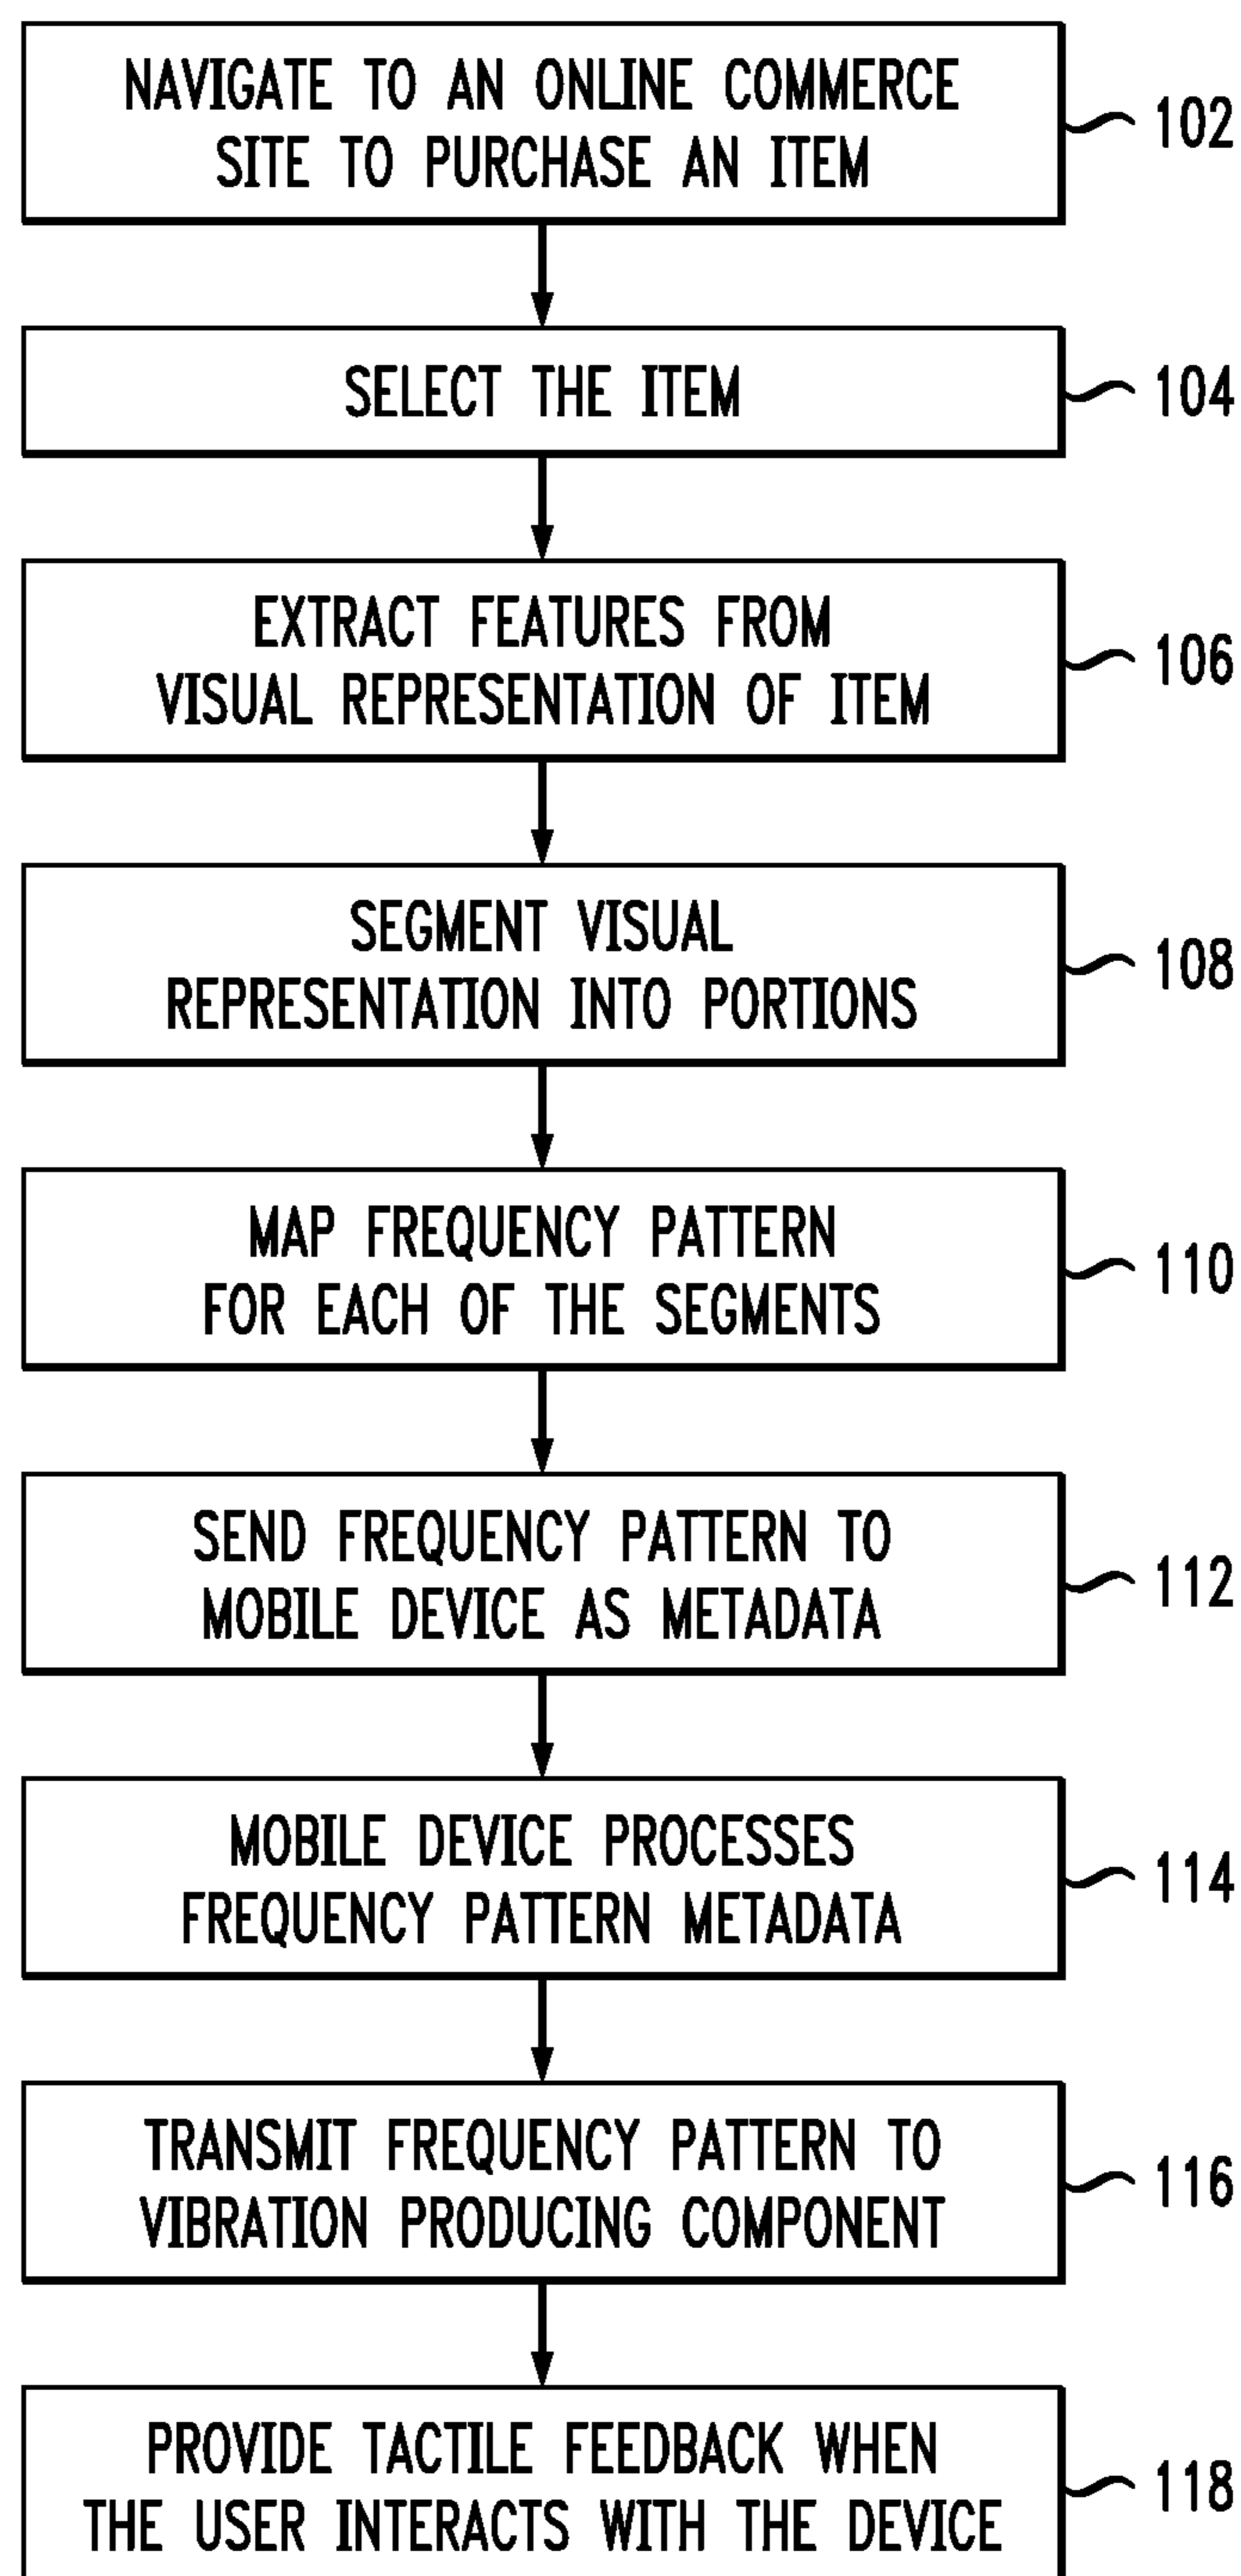 NAVIGATE TO AN ONLINE COMMERCE
SITE TO PURCHASE AN ITEM
102
SELECT THE ITEM
104
EXTRACT FEATURES FROM
VISUAL REPRESENTATION OF ITEM
106
SEGMENT VISUAL
REPRESENTATION INTO PORTIONS
108
MAP FREQUENCY PATTERN
FOR EACH OF THE SEGMENTS
110
SEND FREQUENCY PATTERN TO
MOBILE DEVICE AS METADATA
112
MOBILE DEVICE PROCESSES
FREQUENCY PATTERN METADATA
114
TRANSMIT FREQUENCY PATTERN TO
VIBRATION PRODUCING COMPONENT
116
PROVIDE TACTILE FEEDBACK WHEN
THE USER INTERACTS WITH THE DEVICE
118